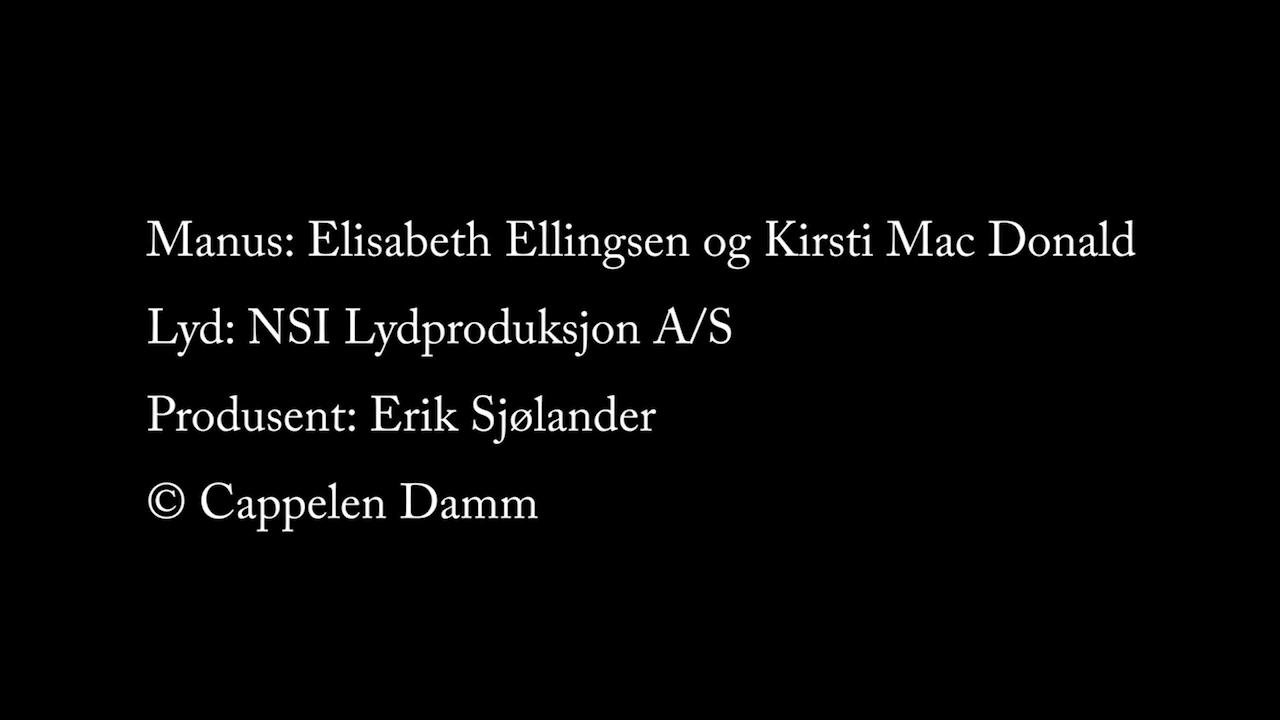 Manus: Elisabeth Ellingsen og Kirsti Mac Donald
Lyd: NSI Lydproduksjon A/S
Produsent: Erik Sjølander
© Cappelen Damm